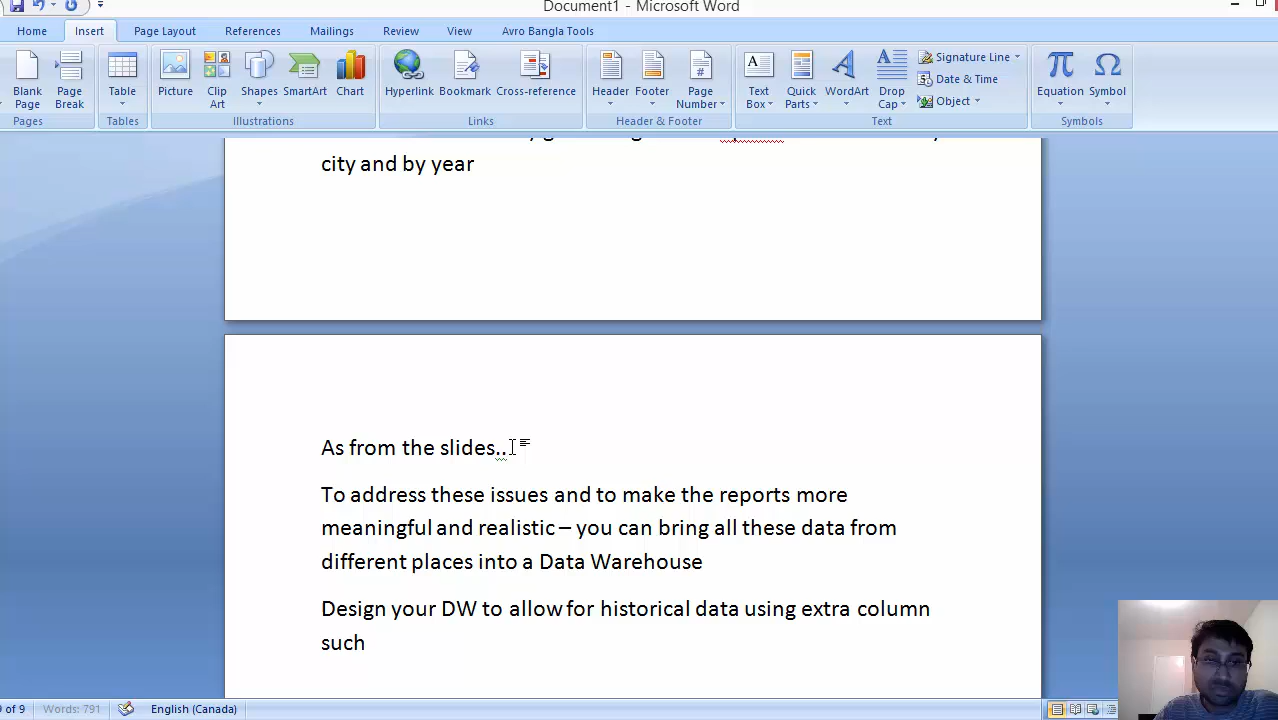 Document1 - Microsoft Word
Home Insert Page Layout References Mailings Review View Avro Bangla Tools
Blank Page
Page Break
Table
Picture
Clip Art
Shapes
SmartArt
Chart
Hyperlink
Bookmark
Cross-reference
Header
Footer
Page Number
Text Box
Quick Parts
WordArt
Drop Cap
Signature Line
Date & Time
Object
Equation
Symbol
Pages Tables Illustrations Links Header & Footer Text Symbols
city and by year
As from the slides..
To address these issues and to make the reports more
meaningful and realistic – you can bring all these data from
different places into a Data Warehouse
Design your DW to allow for historical data using extra column
such
of 9 Words: 791 English (Canada)